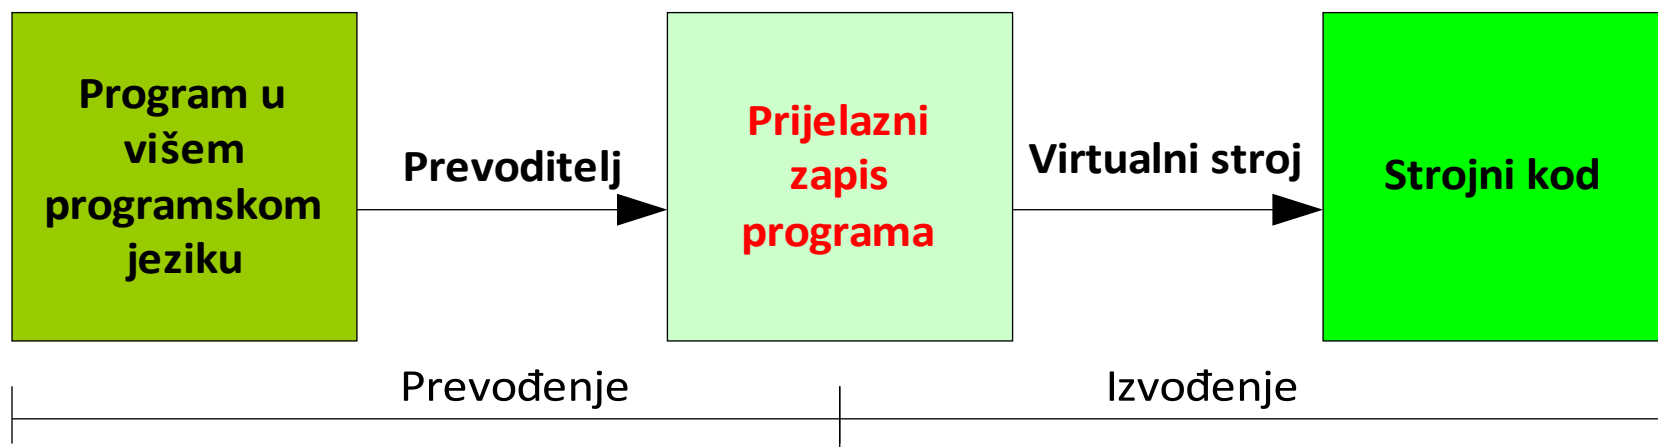 Program u
višem
programskom
jeziku
Prevoditelj
Prijelazni
zapis
programa
Virtualni stroj
Strojni kod
Prevođenje
Izvođenje